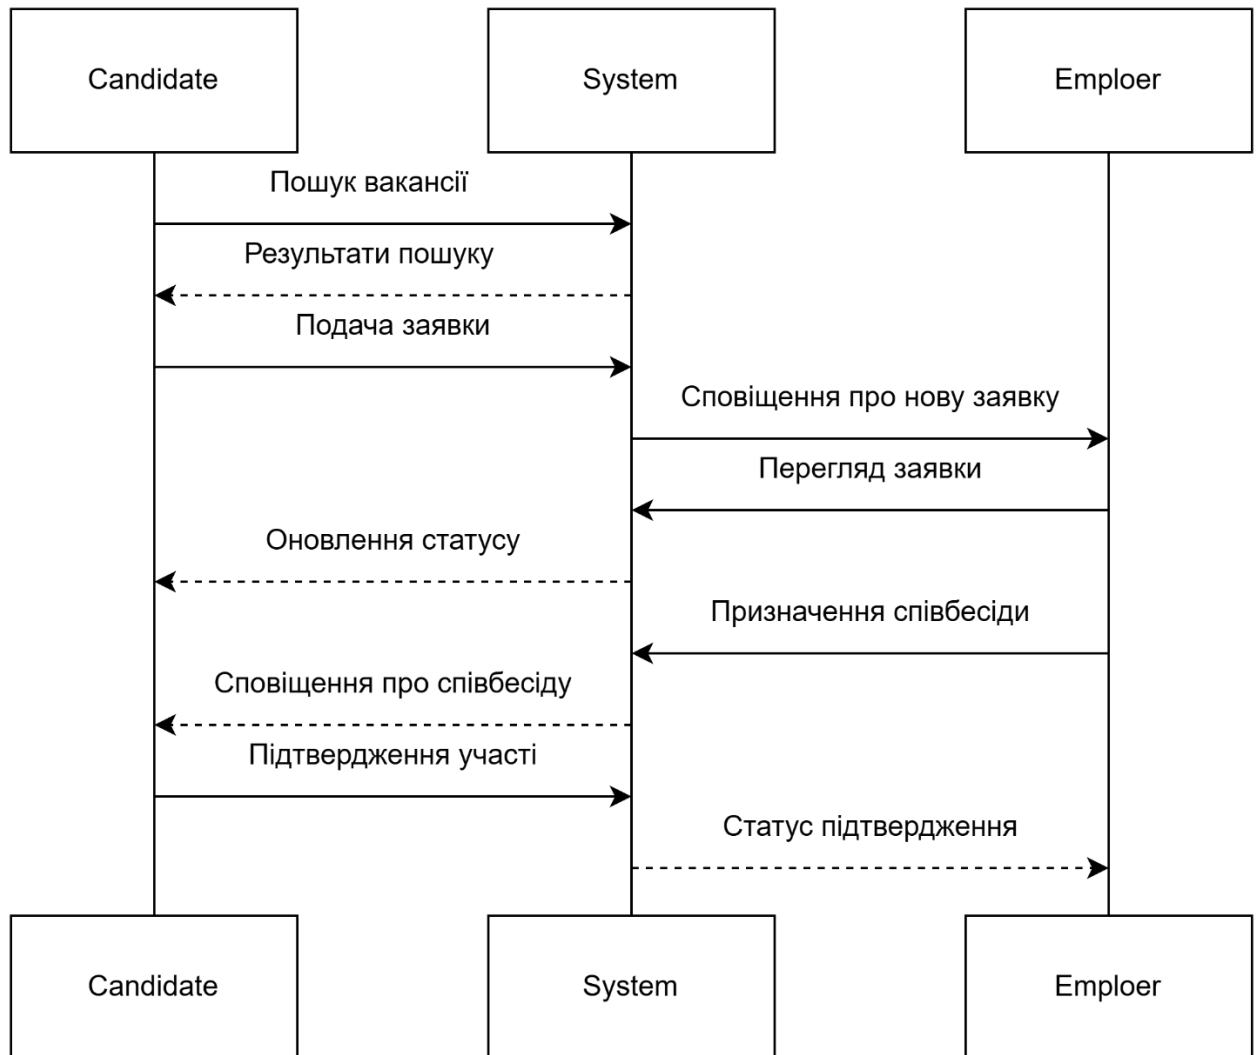 Candidate
System
Emploer
Пошук вакансії
Результати пошуку
Подача заявки
Сповіщення про нову заявку
Перегляд заявки
Оновлення статусу
Призначення співбесіди
Сповіщення про співбесіду
Підтвердження участі
Статус підтвердження
Candidate
System
Emploer